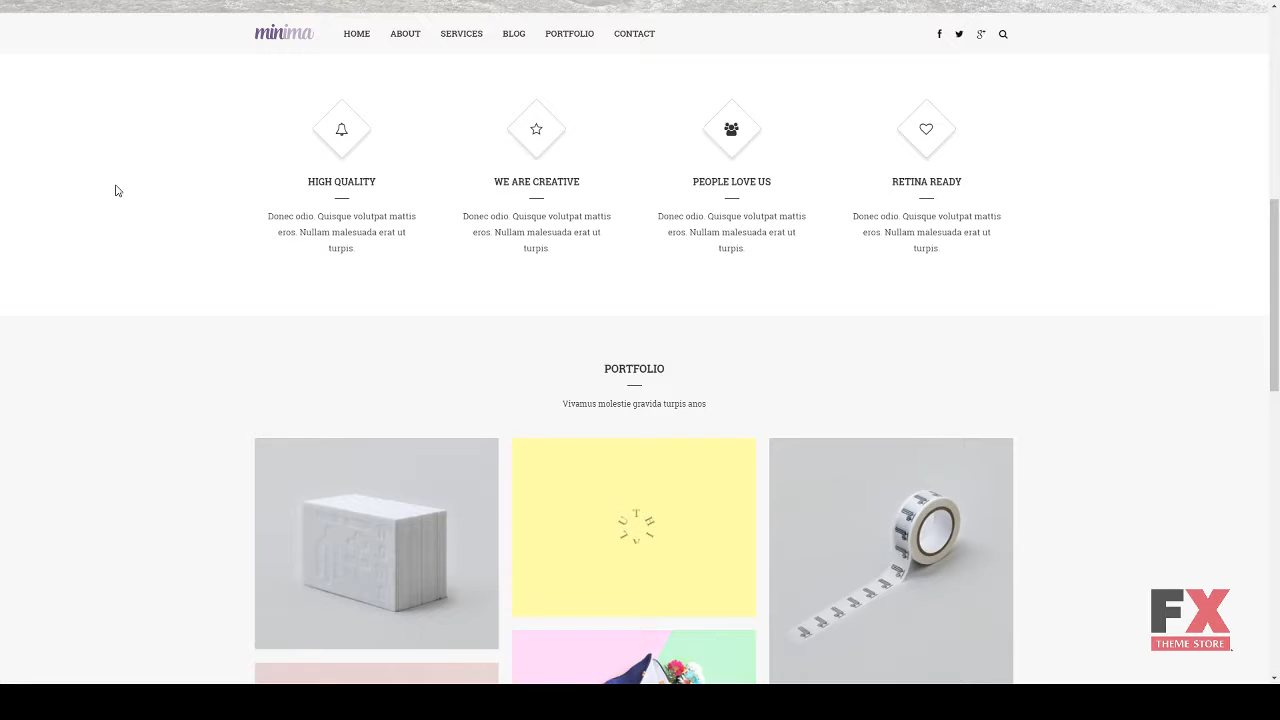 minima HOME ABOUT SERVICES BLOG PORTFOLIO CONTACT
HIGH QUALITY
Donec odio. Quisque volutpat mattis
eros. Nullam malesuada erat ut
turpis.
WE ARE CREATIVE
Donec odio. Quisque volutpat mattis
eros. Nullam malesuada erat ut
turpis.
PEOPLE LOVE US
Donec odio. Quisque volutpat mattis
eros. Nullam malesuada erat ut
turpis.
RETINA READY
Donec odio. Quisque volutpat mattis
eros. Nullam malesuada erat ut
turpis.
PORTFOLIO
Vivamus molestie gravida turpis anos
FX
THEME STORE